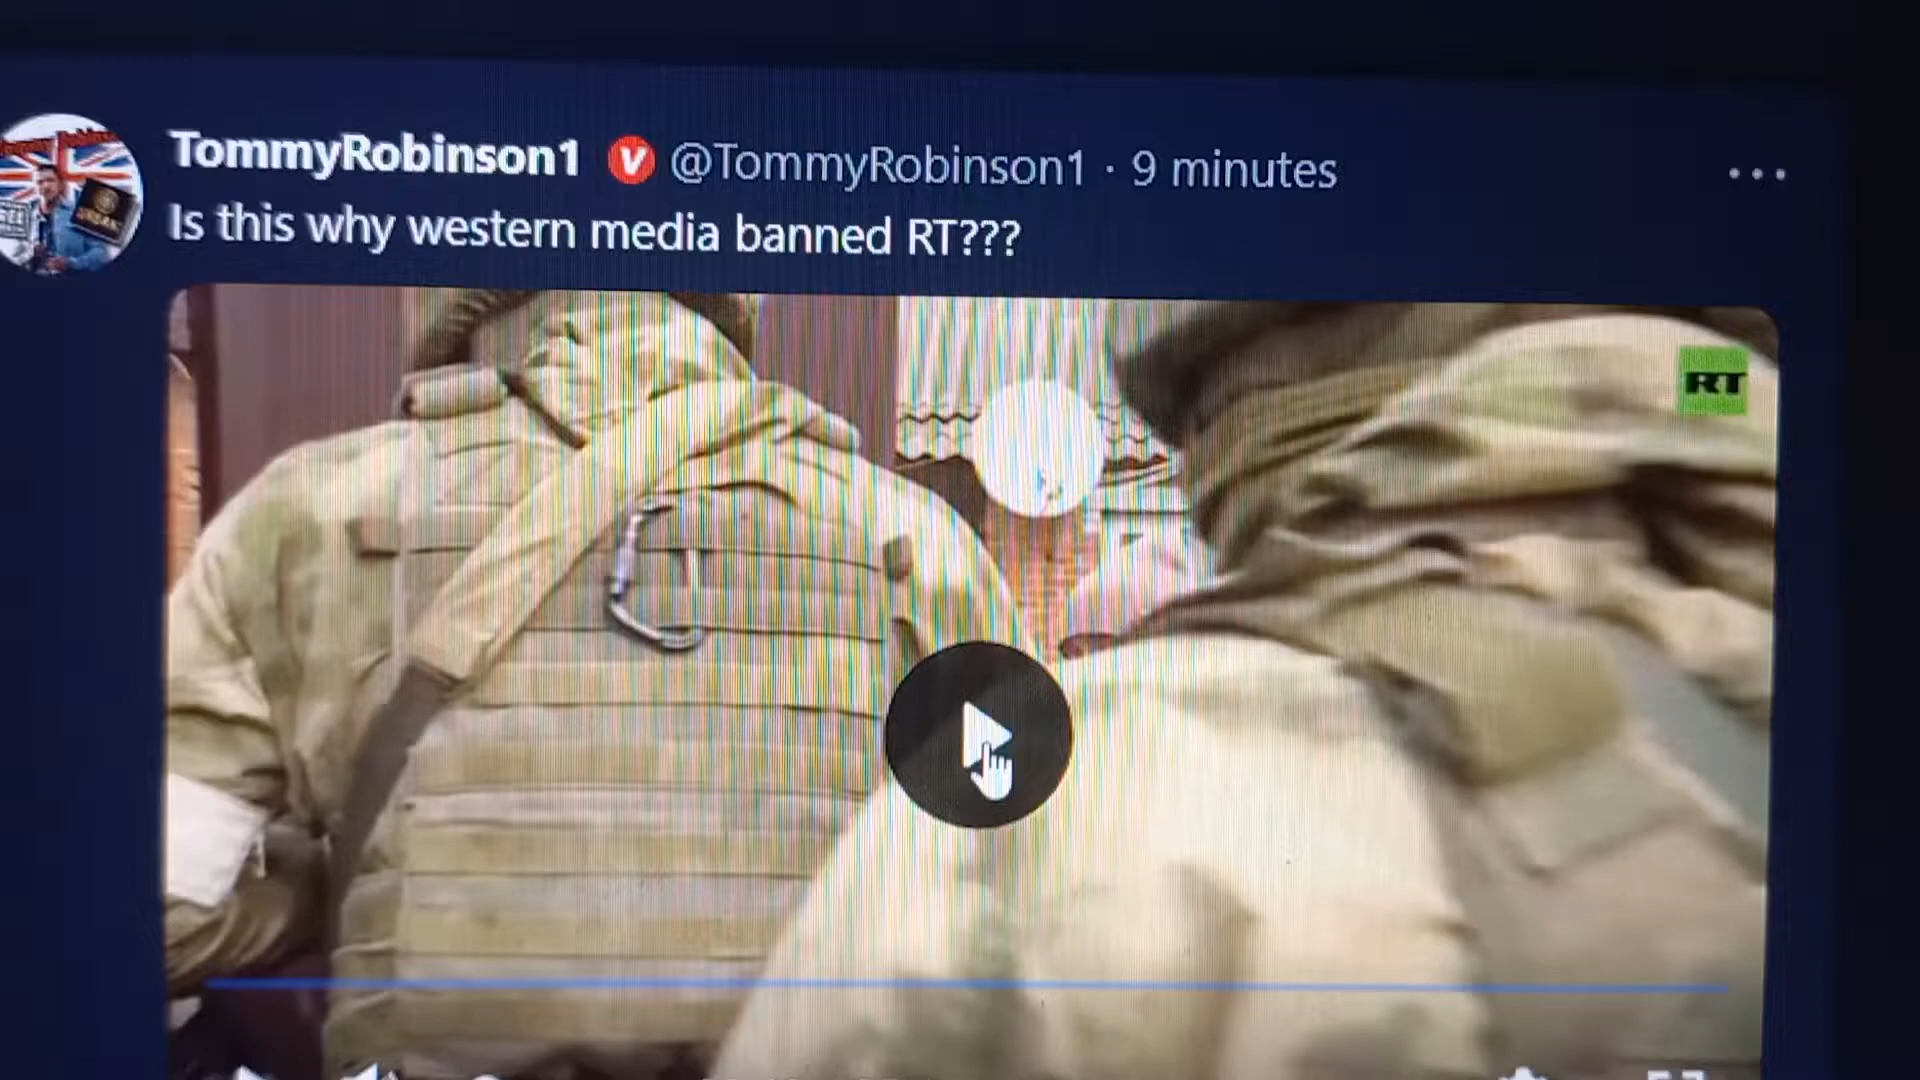 TommyRobinson1 V @TommyRobinson1 · 9 minutes
Is this why western media banned RT???
RT